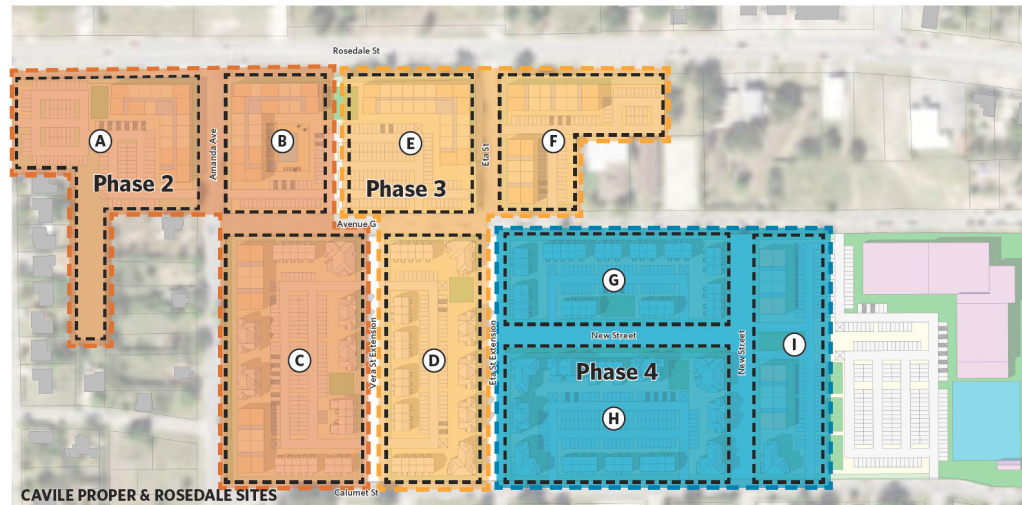 Rosedale St
A
Amanda Ave
B
E
Eta St
F
Phase 2
Phase 3
Avenue G
G
New Street
New Street
I
C
Vera St Extension
D
Eta St Extension
Phase 4
H
CAVILE PROPER & ROSEDALE SITES
Calumet St